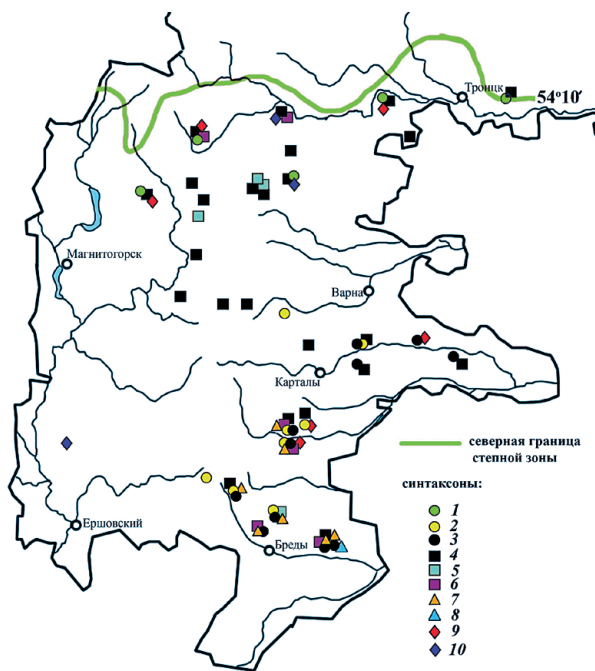 Троицк
54°10'
Магнитогорск
Варна
Карталы
северная граница
степной зоны
синтаксоны:
1
2
3
4
5
6
7
8
9
10
Ершовский
Бреды